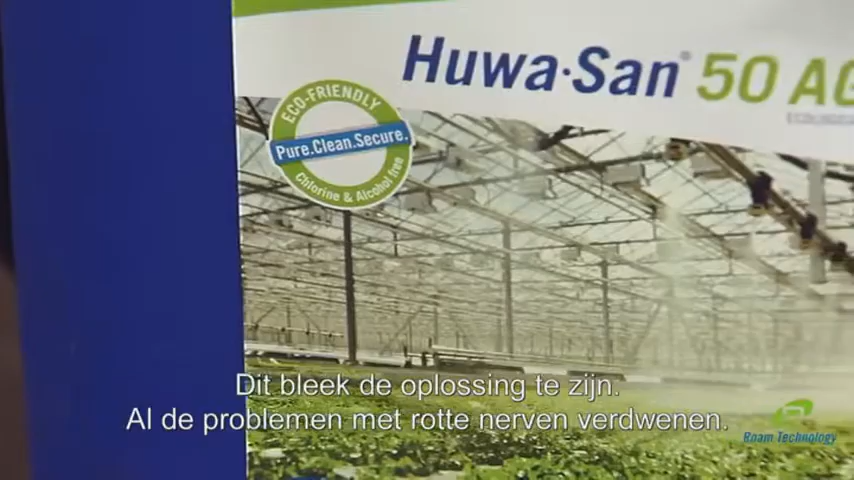 Huwa·San® 50 AG
ECO-FRIENDLY
Pure.Clean.Secure.
Chlorine & Alcohol free
Dit bleek de oplossing te zijn.
Al de problemen met rotte nerven verdwenen.
Roam Technology